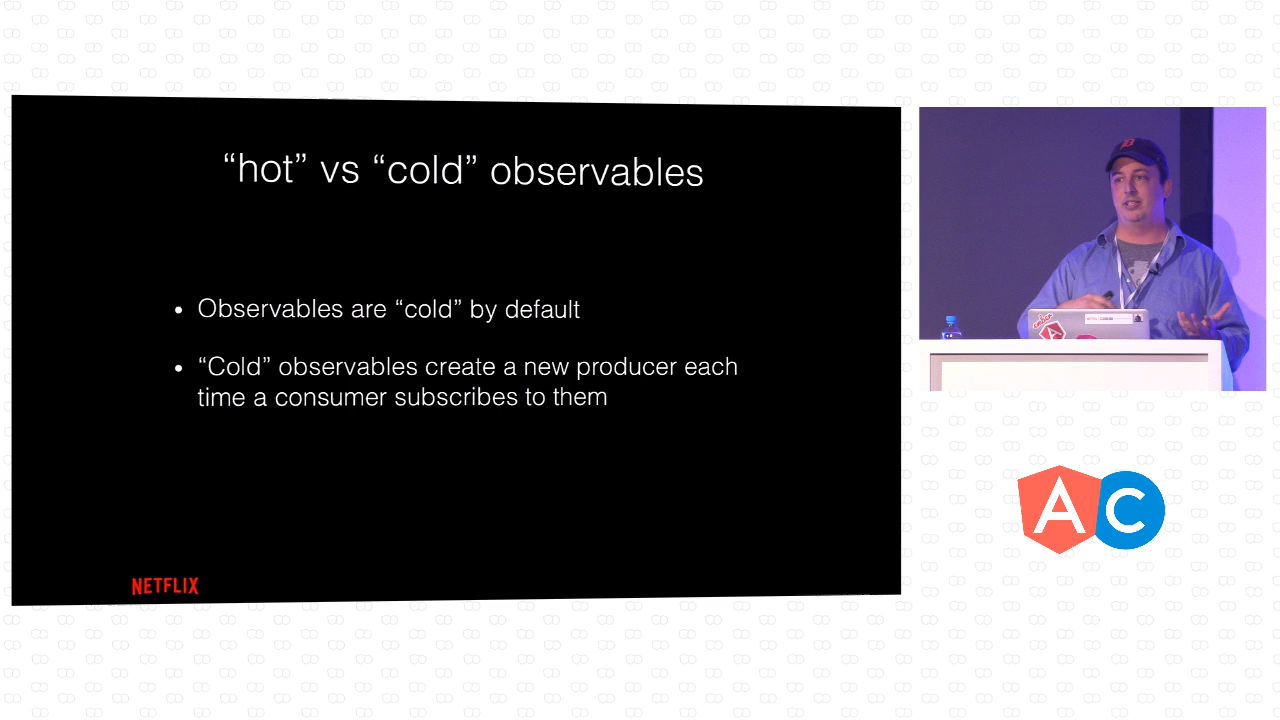 “hot” vs “cold” observables
• Observables are “cold” by default
• “Cold” observables create a new producer each
time a consumer subscribes to them
NETFLIX
AC